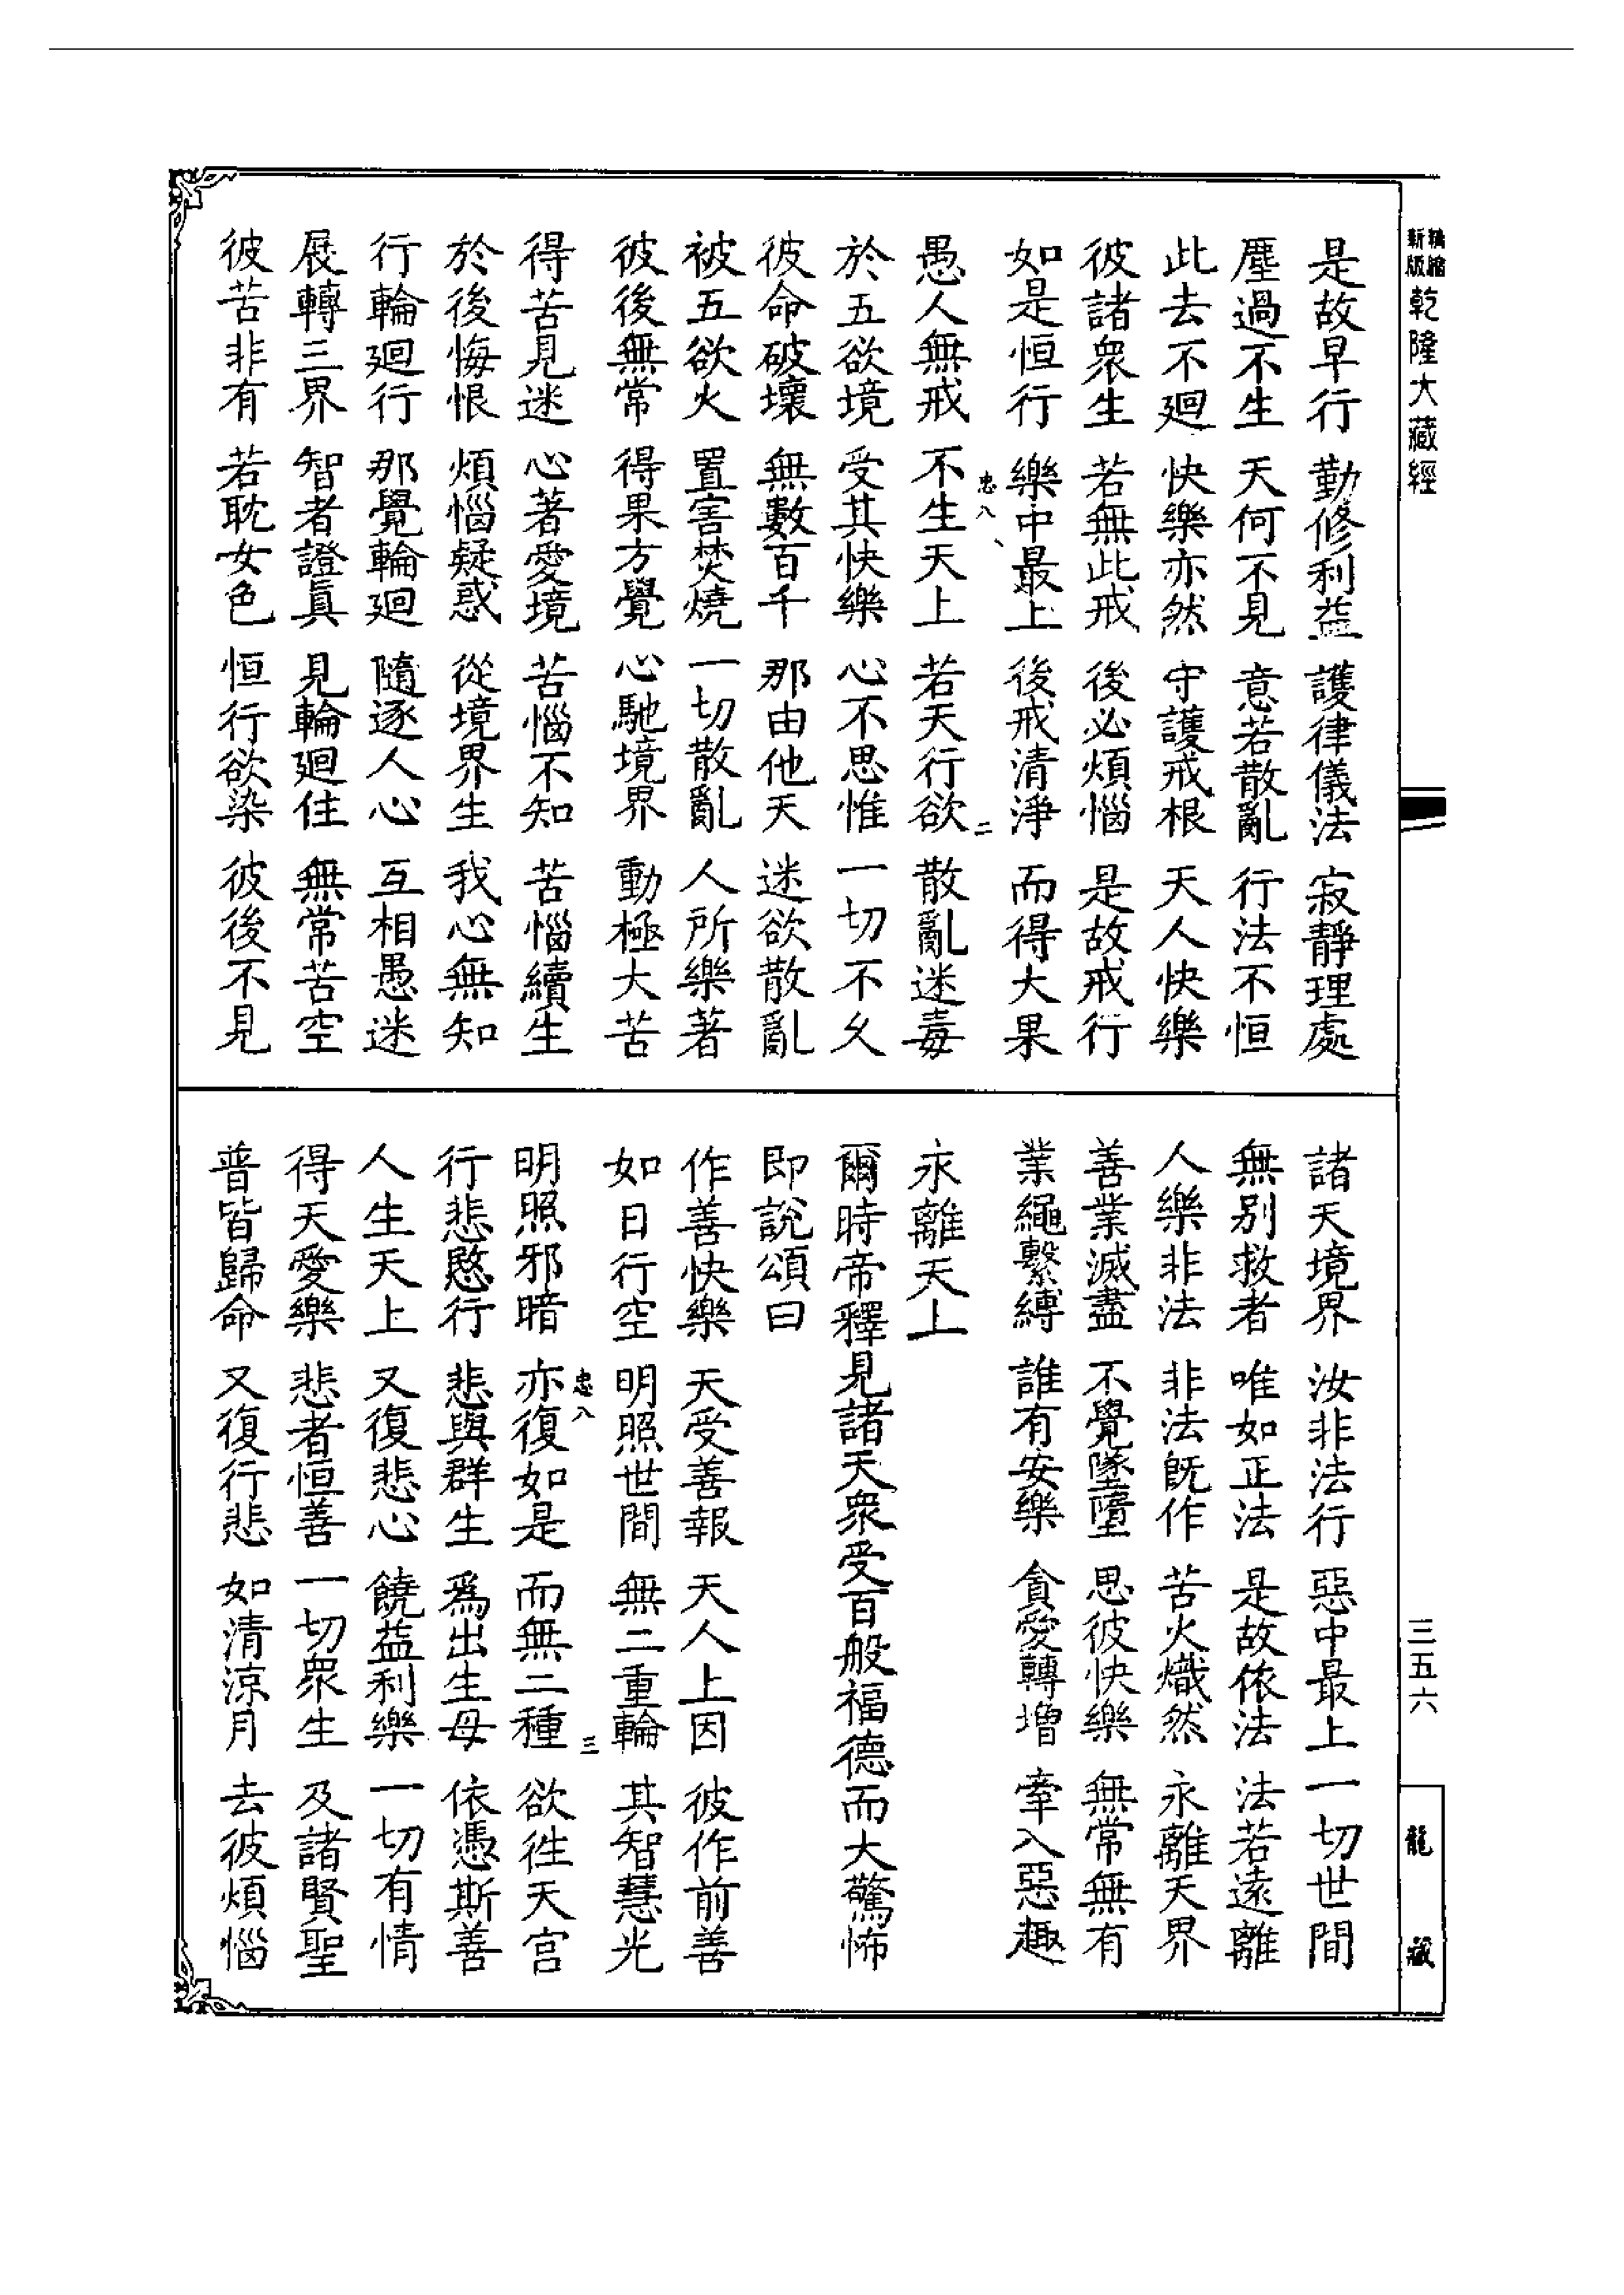 新版縮編乾隆大藏經
三五六
龍藏
是故早行　勤修利益　護律儀法　寂靜理處
塵過不生　天何不見　意若散亂　行法不恒
此去不廻　快樂亦然　守護戒根　天人快樂
彼諸衆生　若無此戒　後必煩惱　是故戒行
如是恒行　樂中最上　後戒清淨　而得大果
忠八　二
愚人無戒　不生天上　若天行欲　散亂迷毒
於五欲境　受其快樂　心不思惟　一切不久
彼命破壞　無數百千　那由他天　迷欲散亂
被五欲火　置害焚燒　一切散亂　人所樂著
彼後無常　得果方覺　心馳境界　動極大苦
得苦見迷　心著愛境　苦惱不知　苦惱續生
於後悔恨　煩惱疑惑　從境界生　我心無知
行輪廻行　那覺輪廻　隨逐人心　互相愚迷
展轉三界　智者證眞　見輪廻住　無常苦空
彼苦非有　若耽女色　恒行欲染　彼後不見
諸天境界　汝非法行　惡中最上　一切世間
無別救者　唯如正法　是故依法　法若遠離
人樂非法　非法旣作　苦火熾然　永離天界
善業滅盡　不覺墜墮　思彼快樂　無常無有
業繩繫縛　誰有安樂　貪愛轉增　牽入惡趣
永離天上
爾時帝釋見諸天衆受百般福德而大驚怖
即說頌曰
作善快樂　天受善報　天人上因　彼作前善
如日行空　明照世間　無二重輪　其智慧光
忠八　三
明照邪暗　亦復如是　而無二種　欲徃天宫
行悲愍行　悲與群生　爲出生母　依憑斯善
人生天上　又復悲心　饒益利樂　一切有情
得天愛樂　悲者恒善　一切衆生　及諸賢聖
普皆歸命　又復行悲　如清涼月　去彼煩惱